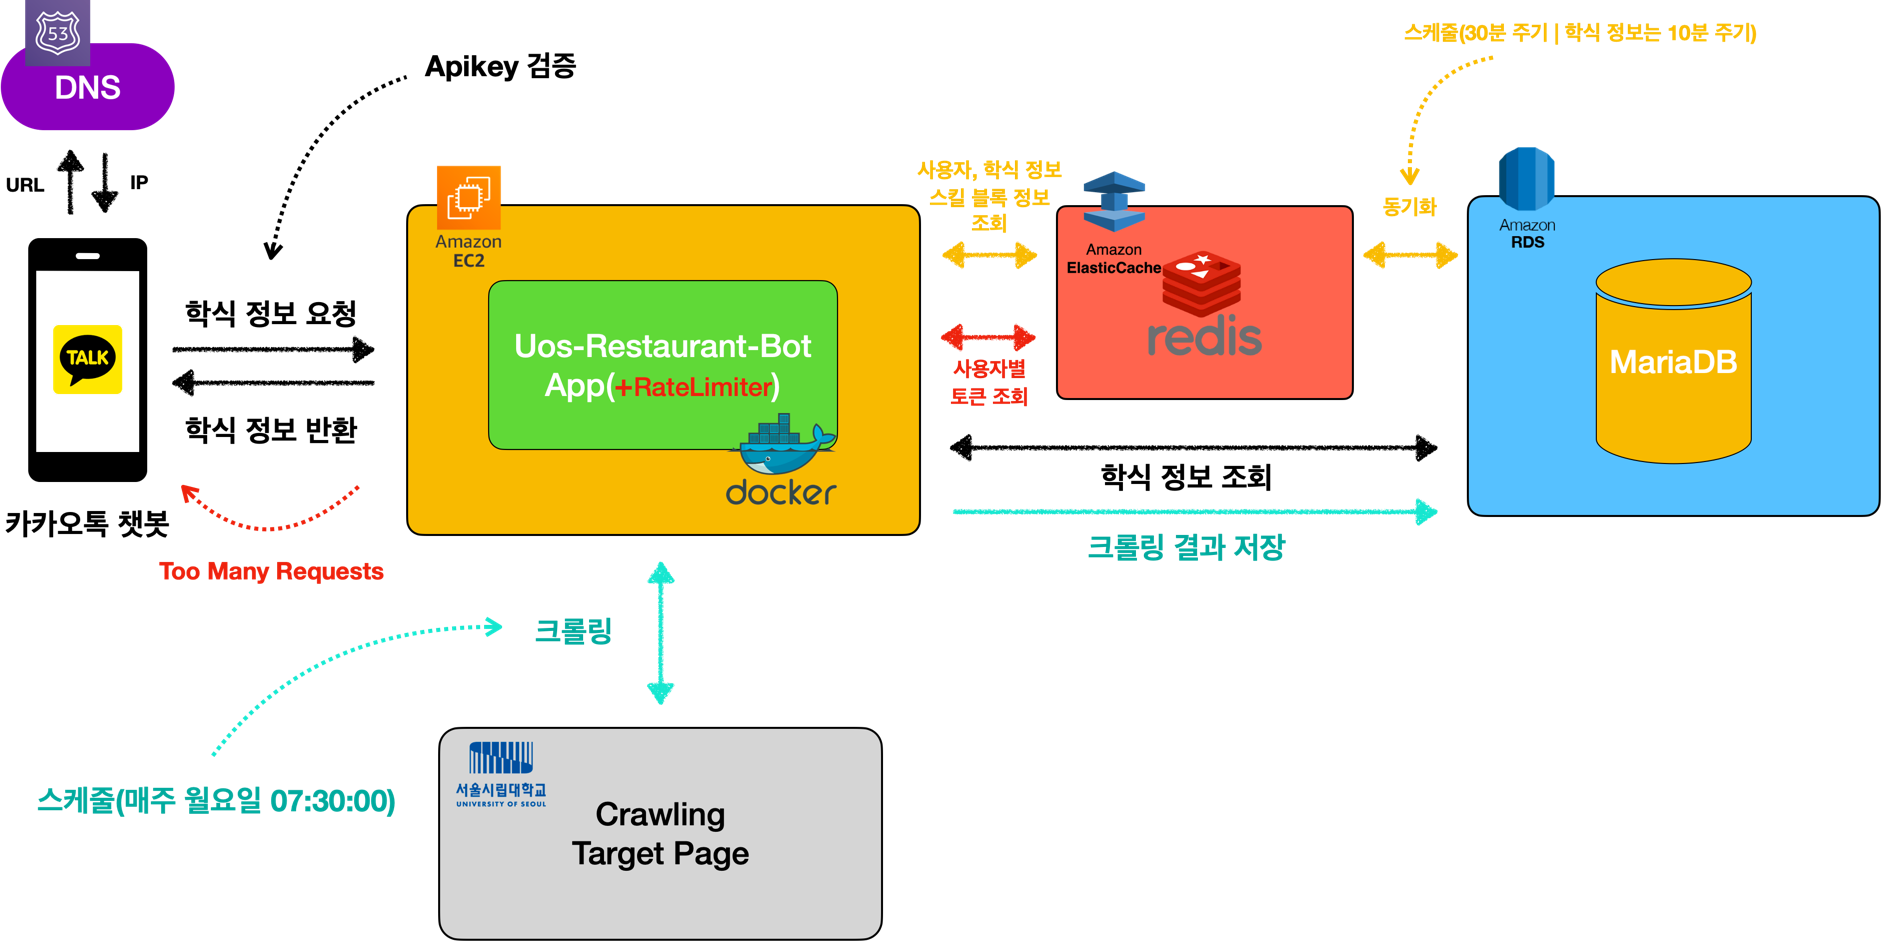 53
DNS
URL
IP
Apikey 검증
스케줄(30분 주기 | 학식 정보는 10분 주기)
학식 정보 요청
TALK
학식 정보 반환
카카오톡 챗봇
Too Many Requests
Amazon
EC2
Uos-Restaurant-Bot
App(+RateLimiter)
docker
사용자, 학식 정보
스킬 블록 정보
조회
사용자별
토큰 조회
Amazon
ElasticCache
redis
동기화
Amazon
RDS
MariaDB
학식 정보 조회
크롤링 결과 저장
크롤링
스케줄(매주 월요일 07:30:00)
서울시립대학교
UNIVERSITY OF SEOUL
Crawling
Target Page